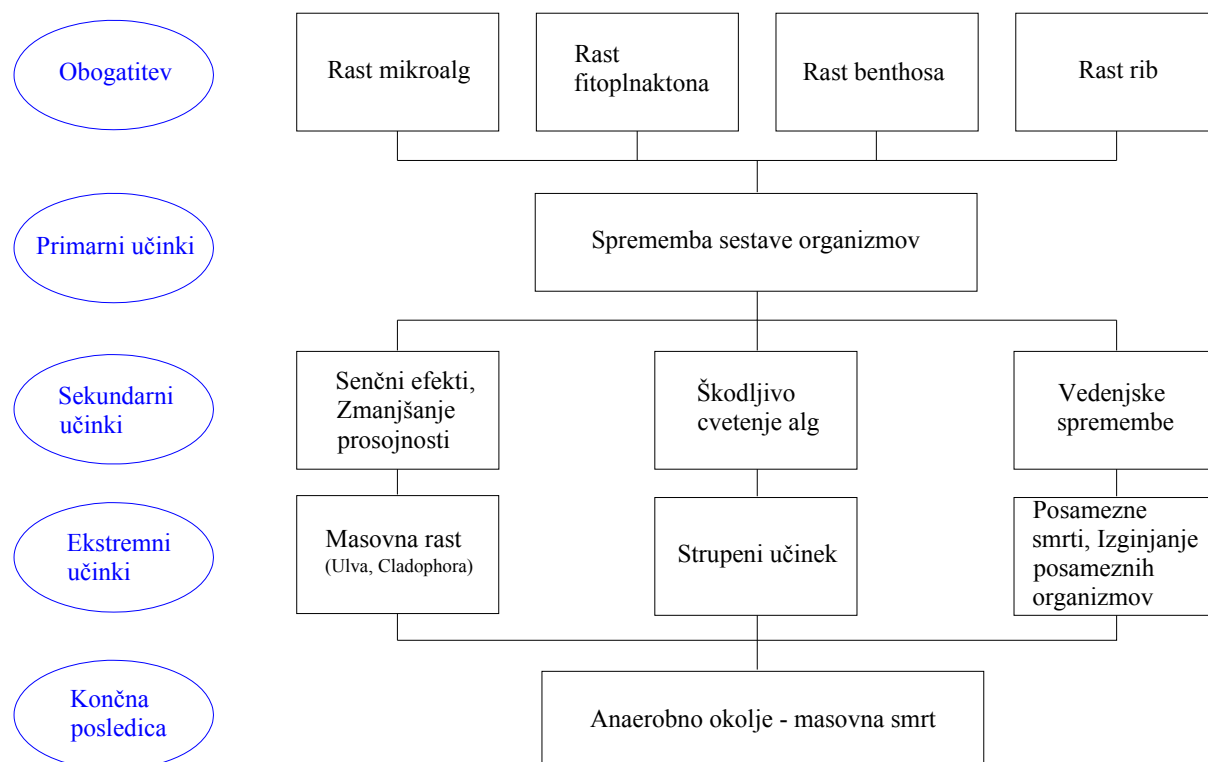 Obogatitev
Rast mikroalg
Rast
fitoplnaktona
Rast benthosa
Rast rib
Primarni učinki
Sprememba sestave organizmov
Sekundarni
učinki
Senčni efekti,
Zmanjšanje
prosojnosti
Škodljivo
cvetenje alg
Vedenjske
spremembe
Ekstremni
učinki
Masovna rast
(Ulva, Cladophora)
Strupeni učinek
Posamezne
smrti, Izginjanje
posameznih
organizmov
Končna
posledica
Anaerobno okolje - masovna smrt